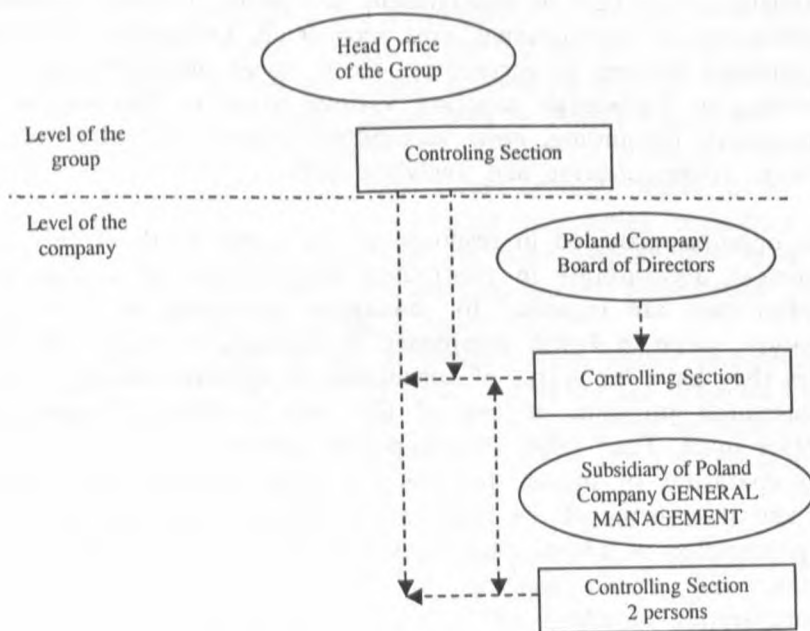 Head Office
of the Group
Level of the
group
Controling Section
Level of the
company
Poland Company
Board of Directors
Controlling Section
Subsidiary of Poland
Company GENERAL
MANAGEMENT
Controlling Section
2 persons